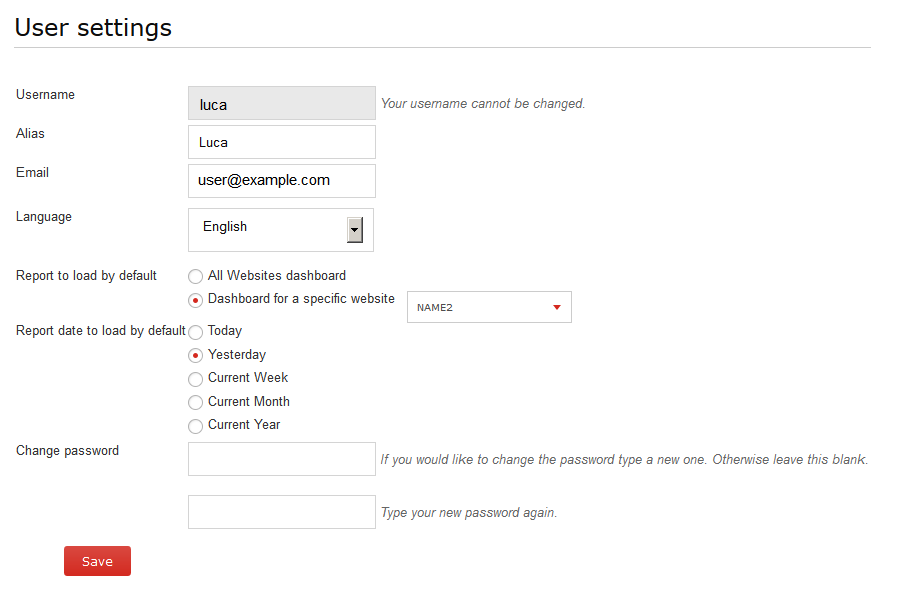 User settings
Username
luca
Your username cannot be changed.
Alias
Luca
Email
user@example.com
Language
English
Report to load by default
All Websites dashboard
Dashboard for a specific website
NAME2
Report date to load by default
Today
Yesterday
Current Week
Current Month
Current Year
Change password
If you would like to change the password type a new one. Otherwise leave this blank.
Type your new password again.
Save